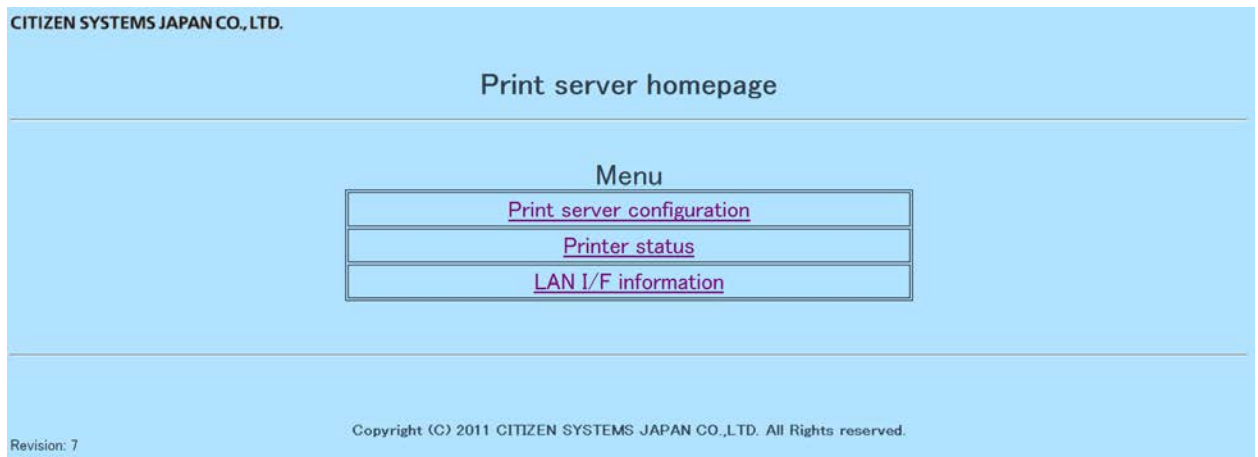 CITIZEN SYSTEMS JAPAN CO., LTD.
Print server homepage
Menu
Print server configuration
Printer status
LAN I/F information
Copyright (C) 2011 CITIZEN SYSTEMS JAPAN CO.,LTD. All Rights reserved.
Revision: 7